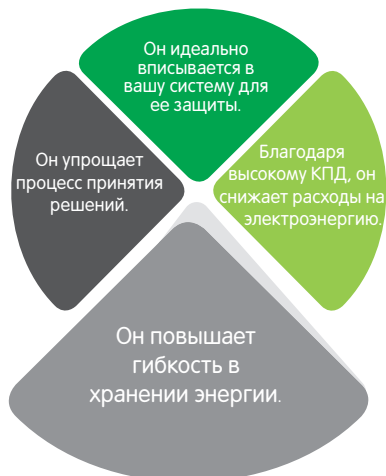 Он идеально
вписывается в
вашу систему для
ее защиты.
Он упрощает
процесс принятия
решений.
Благодаря
высокому КПД, он
снижает расходы на
электроэнергию.
Он повышает
гибкость в
хранении энергии.